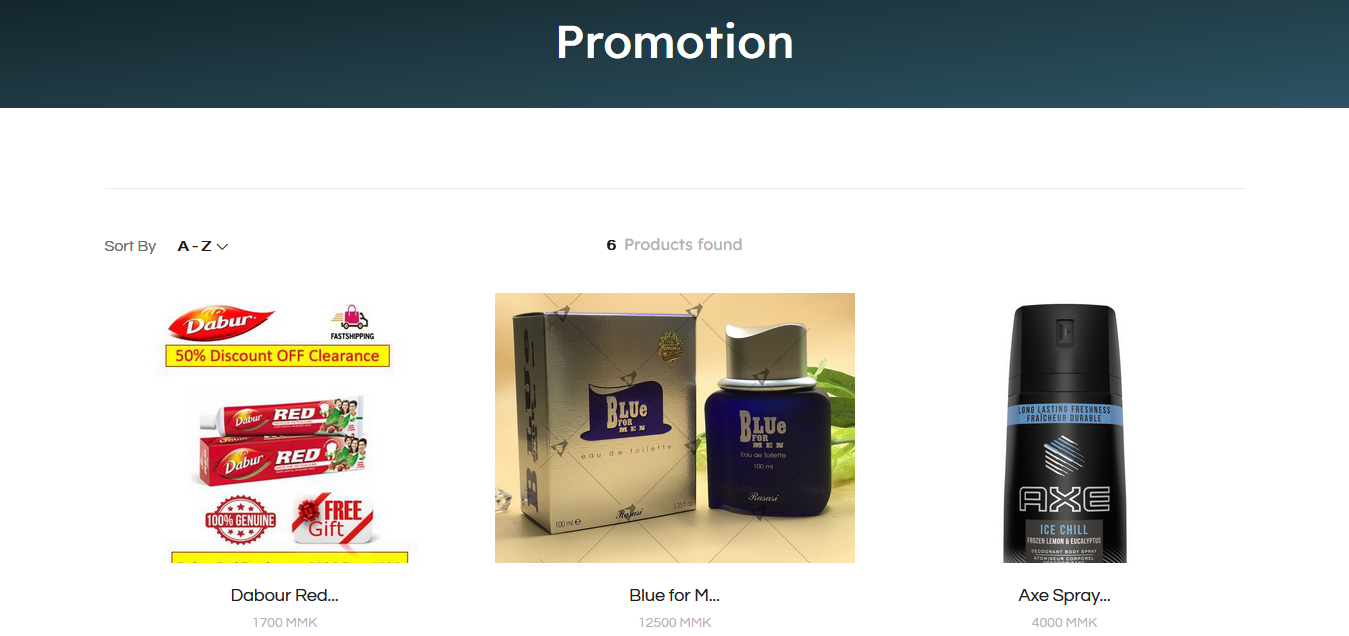 Promotion
Sort By A - Z
6 Products found
Dabur
FASTSHIPPING
50% Discount OFF Clearance
Dabur RED
Dabur RED
100% GENUINE
FREE
Gift
BLUe
FOR
MEN
eau de toilette
100 ml e
Rasasi
BLUe
FOR
MEN
Eau de Toilette
100 ml
Rasasi
LONG LASTING FRESHNESS
FRAÎCHEUR DURABLE
AXE
ICE CHILL
FROZEN LEMON & EUCALYPTUS
DEODORANT BODY SPRAY
ATOMISEUR CORPOREL
Dabour Red...
1700 MMK
Blue for M...
12500 MMK
Axe Spray...
4000 MMK